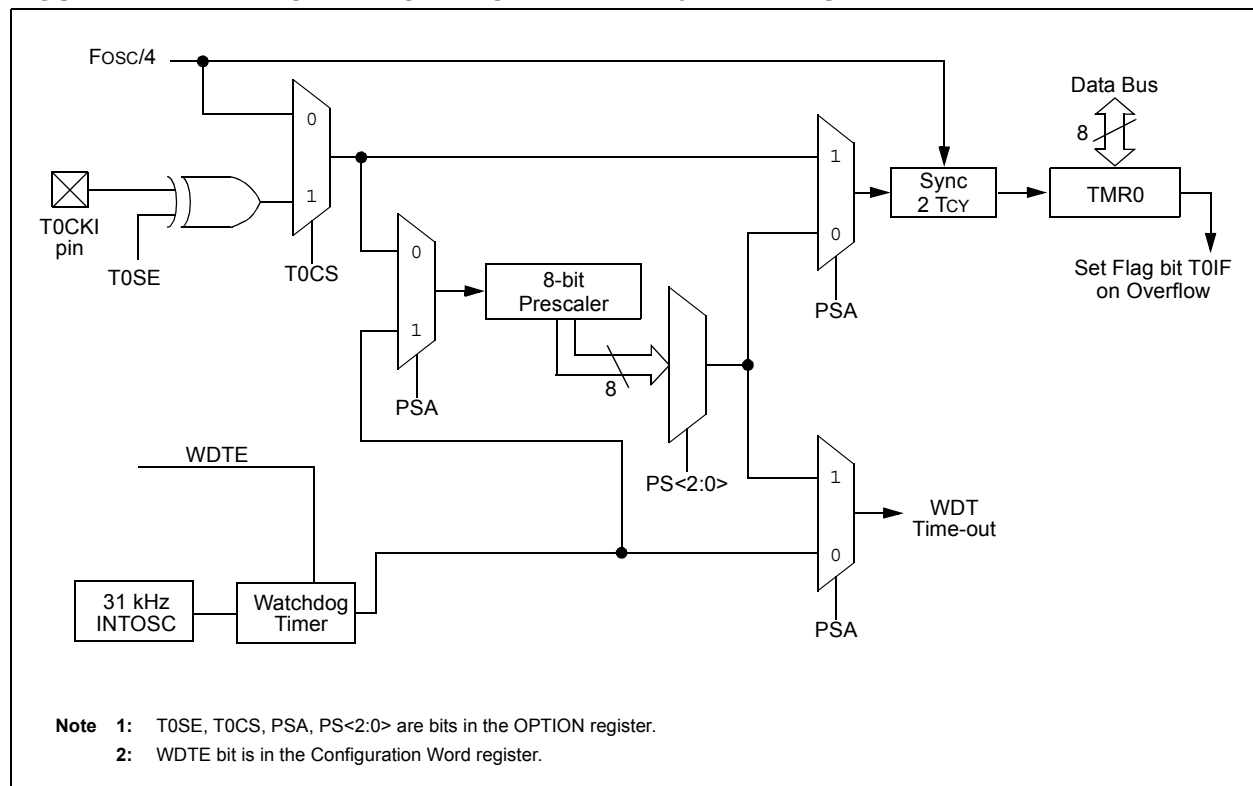 FOSC/4
Data Bus
8
0
1
1
Sync
2 TCY
TMR0
T0CKI
pin
T0SE
T0CS
0
8-bit
Prescaler
0
Set Flag bit T0IF
on Overflow
PSA
1
8
PSA
WDTE
PS<2:0>
1
WDT
Time-out
0
31 kHz
INTOSC
Watchdog
Timer
PSA
Note 1: T0SE, T0CS, PSA, PS<2:0> are bits in the OPTION register.
2: WDTE bit is in the Configuration Word register.